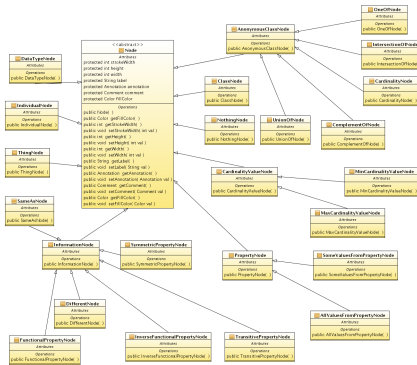 <<abstract>>
Node
Attributes
protected int strokeWidth
protected int height
protected int width
protected String label
protected Annotation annotation
protected Comment comment
protected Color FillColor
Operations
public Node( )
public Color getFillColor( )
public int getStrokeWidth( )
public void setStrokeWidth( int val )
public int getHeight( )
public void setHeight( int val )
public int getWidth( )
public void setWidth( int val )
public String getLabel( )
public void setLabel( String val )
public Annotation getAnnotation( )
public void setAnnotation( Annotation val )
public Comment getComment( )
public void setComment( Comment val )
public Color getFillColor( )
public void setFillColor( Color val )
DataTypeNode
Attributes
Operations
public DataTypeNode( )
IndividualNode
Attributes
Operations
public IndividualNode( )
ThingNode
Attributes
Operations
public ThingNode( )
SameAsNode
Attributes
Operations
public SameAsNode( )
AnonymousClassNode
Attributes
Operations
public AnonymousClassNode( )
OneOfNode
Attributes
Operations
public OneOfNode( )
IntersectionOfNode
Attributes
Operations
public IntersectionOfNode(
CardinalityNode
Attributes
Operations
public CardinalityNode(
ClassNode
Attributes
Operations
public ClassNode( )
NothingNode
Attributes
Operations
public NothingNode( )
UnionOfNode
Attributes
Operations
public UnionOfNode( )
ComplementOfNode
Attributes
Operations
public ComplementOfNode( )
CardinalityValueNode
Attributes
Operations
public CardinalityValueNode( )
MinCardinalityValueNode
Attributes
Operations
public MinCardinalityValueNode( )
MaxCardinalityValueNode
Attributes
Operations
public MaxCardinalityValueNode( )
InformationNode
Attributes
Operations
public InformationNode( )
SymmetricPropertyNode
Attributes
Operations
public SymmetricPropertyNode( )
PropertyNode
Attributes
Operations
public PropertyNode( )
SomeValuesFromPropertyNode
Attributes
Operations
public SomeValuesFromPropertyNode( )
DifferentNode
Attributes
Operations
public DifferentNode( )
AllValuesFromPropertyNode
Attributes
Operations
public AllValuesFromPropertyNode( )
FunctionalPropertyNode
Attributes
Operations
public FunctionalPropertyNode( )
InverseFunctionalPropertyNode
Attributes
Operations
public InverseFunctionalPropertyNode( )
TransitivePropertyNode
Attributes
Operations
public TransitivePropertyNode( )